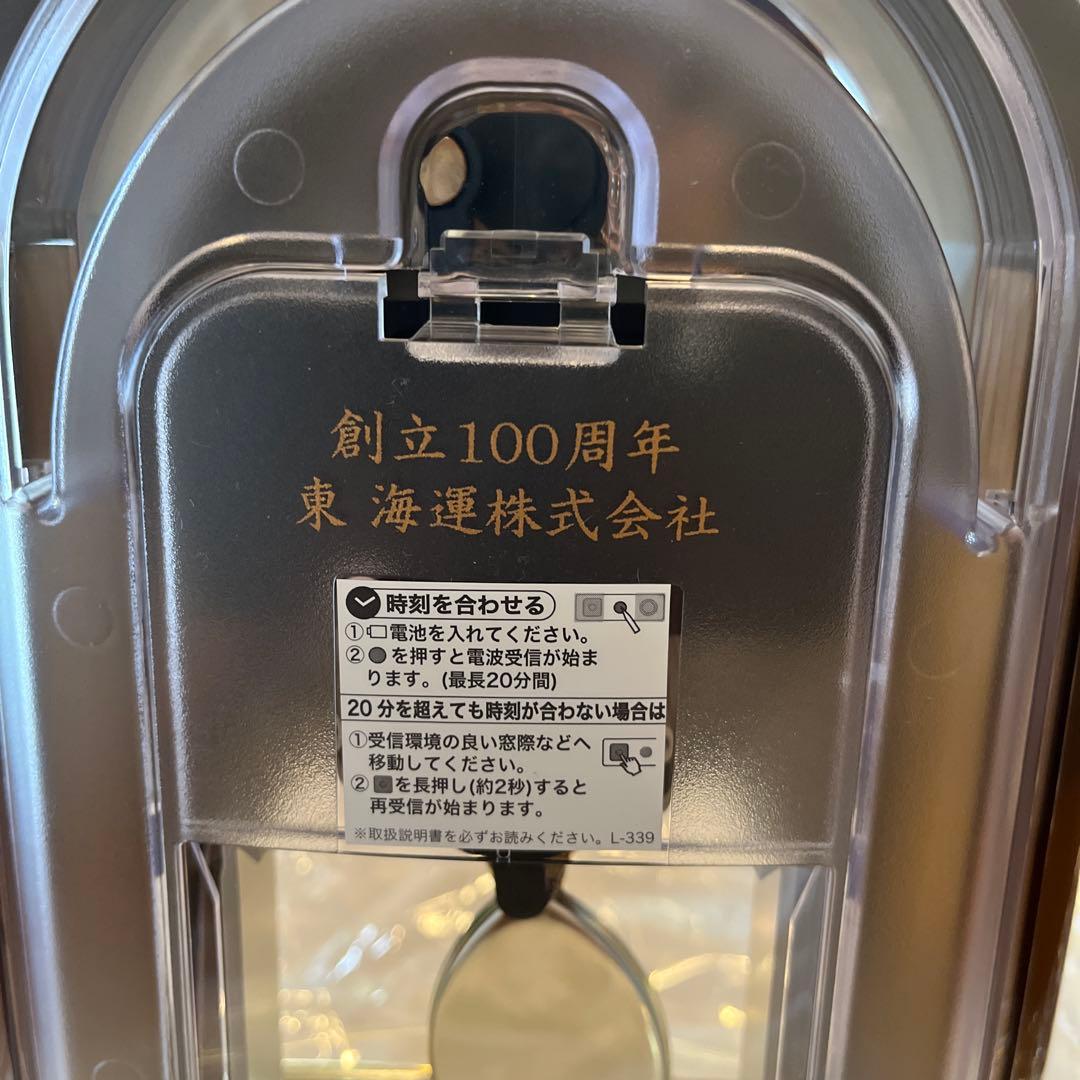 創立100周年
東 海運株式会社
時刻を合わせる
①電池を入れてください。
②●を押すと電波受信が始ま
ります。(最長20分間)
20分を超えても時刻が合わない場合は
①受信環境の良い窓際などへ
移動してください。
②を長押し(約2秒)すると
再受信が始まります。
※取扱説明書を必ずお読みください。L-339